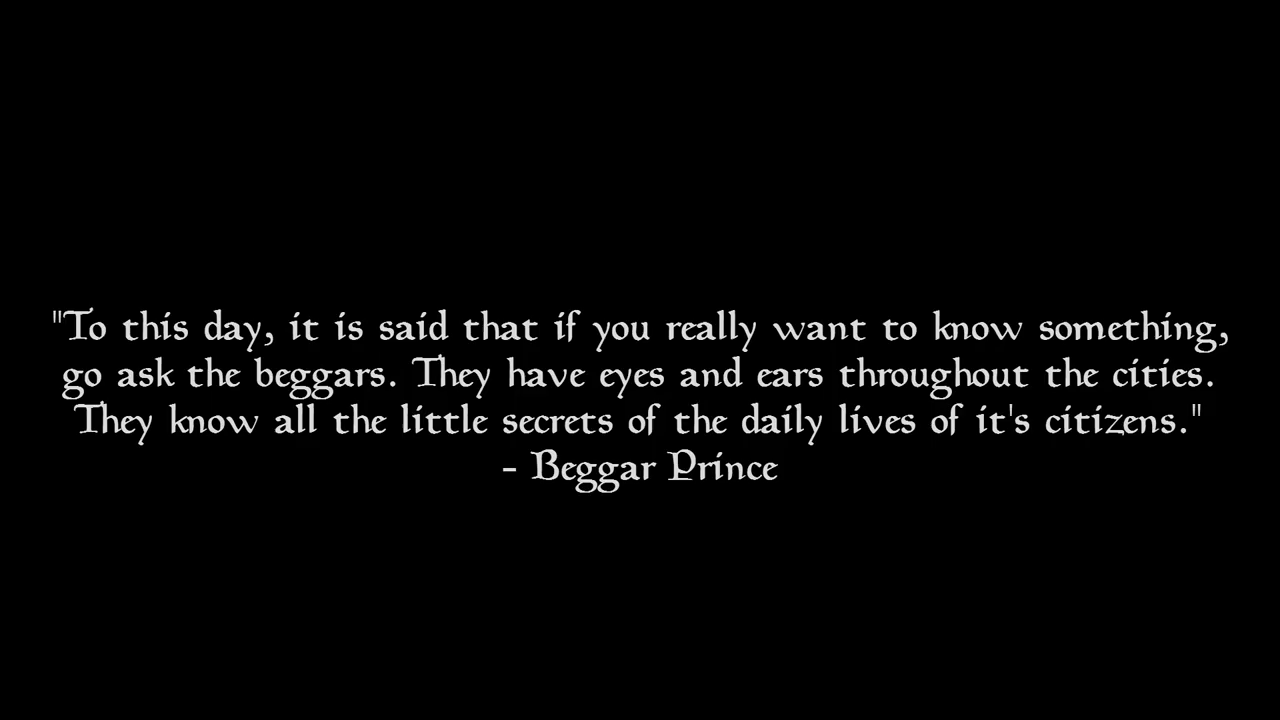 "To this day, it is said that if you really want to know something,
go ask the beggars. They have eyes and ears throughout the cities.
They know all the little secrets of the daily lives of it's citizens."
- Beggar Prince